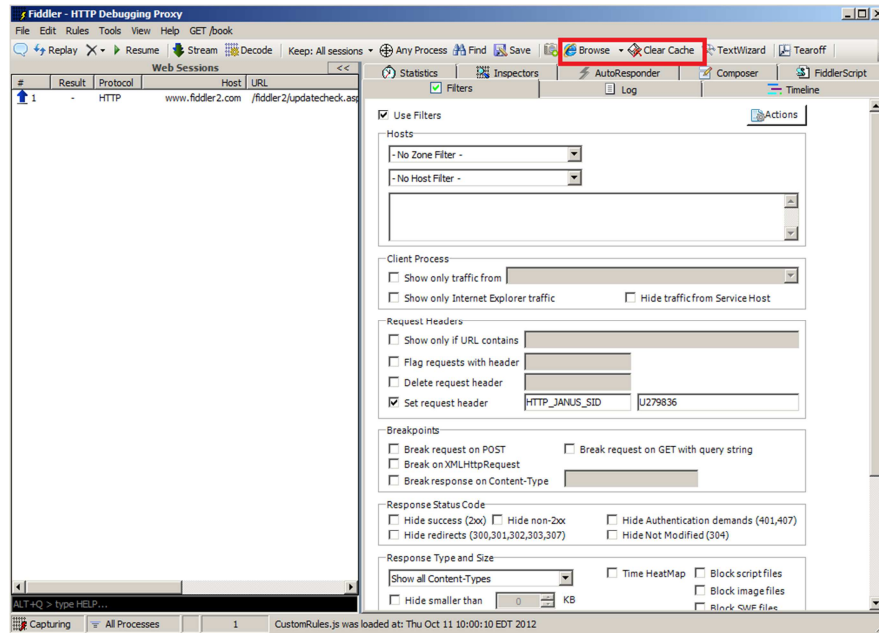 Fiddler - HTTP Debugging Proxy
File Edit Rules Tools View Help GET /book
Replay X Resume Stream Decode Keep: All sessions Any Process Find Save Browse Clear Cache TextWizard Tearoff
Web Sessions <<
# Result Protocol Host URL
1 - HTTP www.fiddler2.com /fiddler2/updatecheck.asp
Statistics Inspectors AutoResponder Composer FiddlerScript
Filters Log Timeline
Use Filters Actions
Hosts
- No Zone Filter -
- No Host Filter -
Client Process
Show only traffic from
Show only Internet Explorer traffic Hide traffic from Service Host
Request Headers
Show only if URL contains
Flag requests with header
Delete request header
Set request header HTTP_JANUS_SID U279836
Breakpoints
Break request on POST Break request on GET with query string
Break on XMLHttpRequest
Break response on Content-Type
Response Status Code
Hide success (2xx) Hide non-2xx Hide Authentication demands (401,407)
Hide redirects (300,301,302,303,307) Hide Not Modified (304)
Response Type and Size
Show all Content-Types Time HeatMap Block script files
Block image files
Hide smaller than 0 KB Block SWF files
ALT+Q > type HELP...
Capturing All Processes 1 CustomRules.js was loaded at: Thu Oct 11 10:00:10 EDT 2012